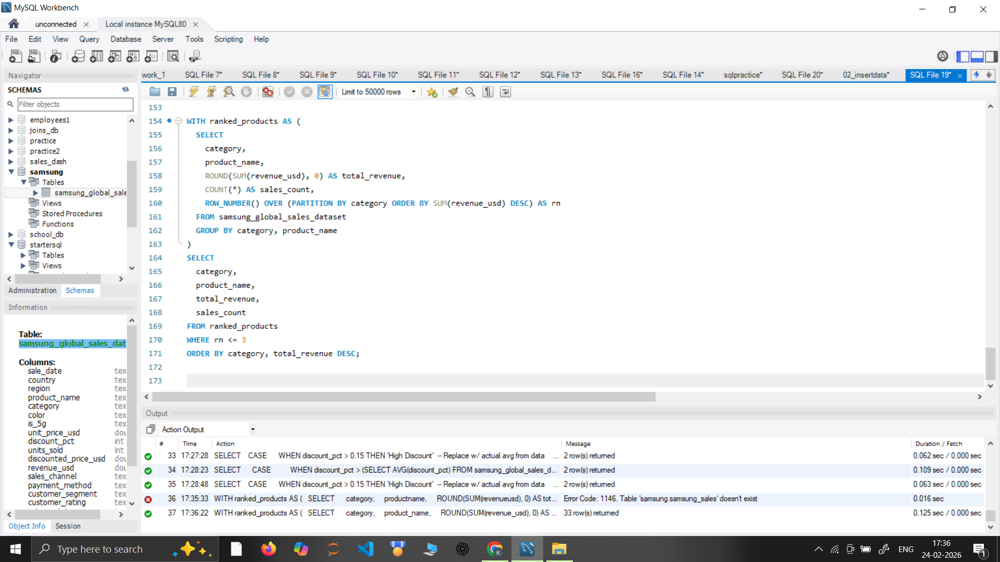 MySQL Workbench
unconnected
Local instance MySQL80
File Edit View Query Database Server Tools Scripting Help
Navigator
SCHEMAS
Filter objects
employees1
joins_db
practice
practice2
sales_dash
samsung
Tables
samsung_global_sale
Views
Stored Procedures
Functions
school_db
startersql
Tables
Views
Administration Schemas
Information
Table:
samsung_global_sales_dat
Columns:
sale_date tex
country tex
region tex
product_name tex
category tex
color tex
is_5g tex
unit_price_usd dou
discount_pct int
units_sold int
discounted_price_usd dou
revenue_usd dou
sales_channel tex
payment_method tex
customer_segment tex
customer_rating tex
Object Info Session
work_1 SQL File 7* SQL File 8* SQL File 9* SQL File 10* SQL File 11* SQL File 12* SQL File 13* SQL File 16* SQL File 14* sqlpractice* SQL File 20* 02_insertdata* SQL File 19*
Limit to 50000 rows
153
154 WITH ranked_products AS (
155 SELECT
156 category,
157 product_name,
158 ROUND(SUM(revenue_usd), 0) AS total_revenue,
159 COUNT(*) AS sales_count,
160 ROW_NUMBER() OVER (PARTITION BY category ORDER BY SUM(revenue_usd) DESC) AS rn
161 FROM samsung_global_sales_dataset
162 GROUP BY category, product_name
163 )
164 SELECT
165 category,
166 product_name,
167 total_revenue,
168 sales_count
169 FROM ranked_products
170 WHERE rn <= 3
171 ORDER BY category, total_revenue DESC;
172
173
Output
Action Output
# Time Action Message Duration / Fetch
33 17:27:28 SELECT CASE WHEN discount_pct > 0.15 THEN 'High Discount' -- Replace w/ actual avg from data ... 2 row(s) returned 0.062 sec / 0.000 sec
34 17:28:23 SELECT CASE WHEN discount_pct > (SELECT AVG(discount_pct) FROM samsung_global_sales_d... 2 row(s) returned 0.109 sec / 0.000 sec
35 17:28:48 SELECT CASE WHEN discount_pct > 0.15 THEN 'High Discount' -- Replace w/ actual avg from data ... 2 row(s) returned 0.063 sec / 0.000 sec
36 17:35:33 WITH ranked_products AS ( SELECT category, productname, ROUND(SUM(revenueusd), 0) AS tot... Error Code: 1146. Table 'samsung.samsung_sales' doesn't exist 0.016 sec
37 17:36:22 WITH ranked_products AS ( SELECT category, product_name, ROUND(SUM(revenue_usd), 0) AS ... 33 row(s) returned 0.125 sec / 0.000 sec
Type here to search
ENG
17:36
24-02-2026
1